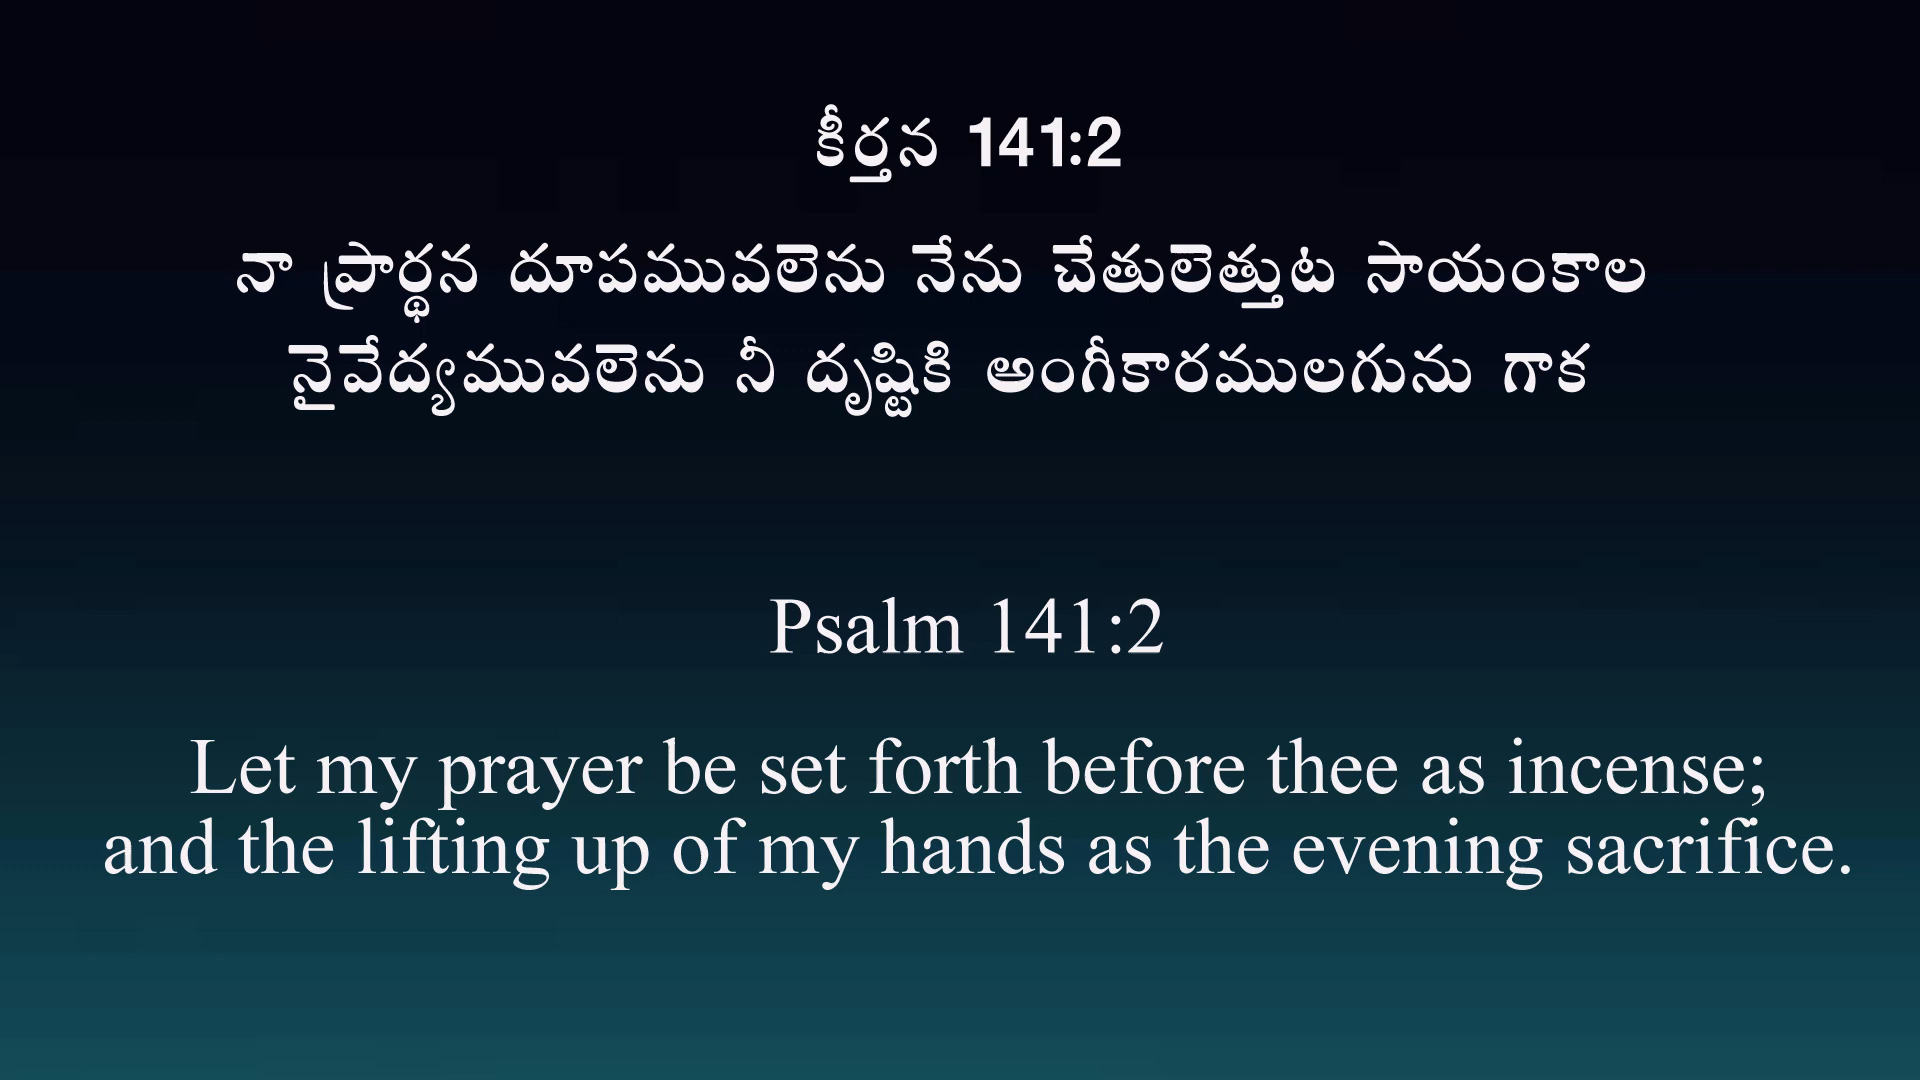 కీర్తన 141:2
నా ప్రార్థన దూపమువలెను నేను చేతులెత్తుట సాయంకాల
నైవేద్యమువలెను నీ దృష్టికి అంగీకారములగును గాక
Psalm 141:2
Let my prayer be set forth before thee as incense;
and the lifting up of my hands as the evening sacrifice.